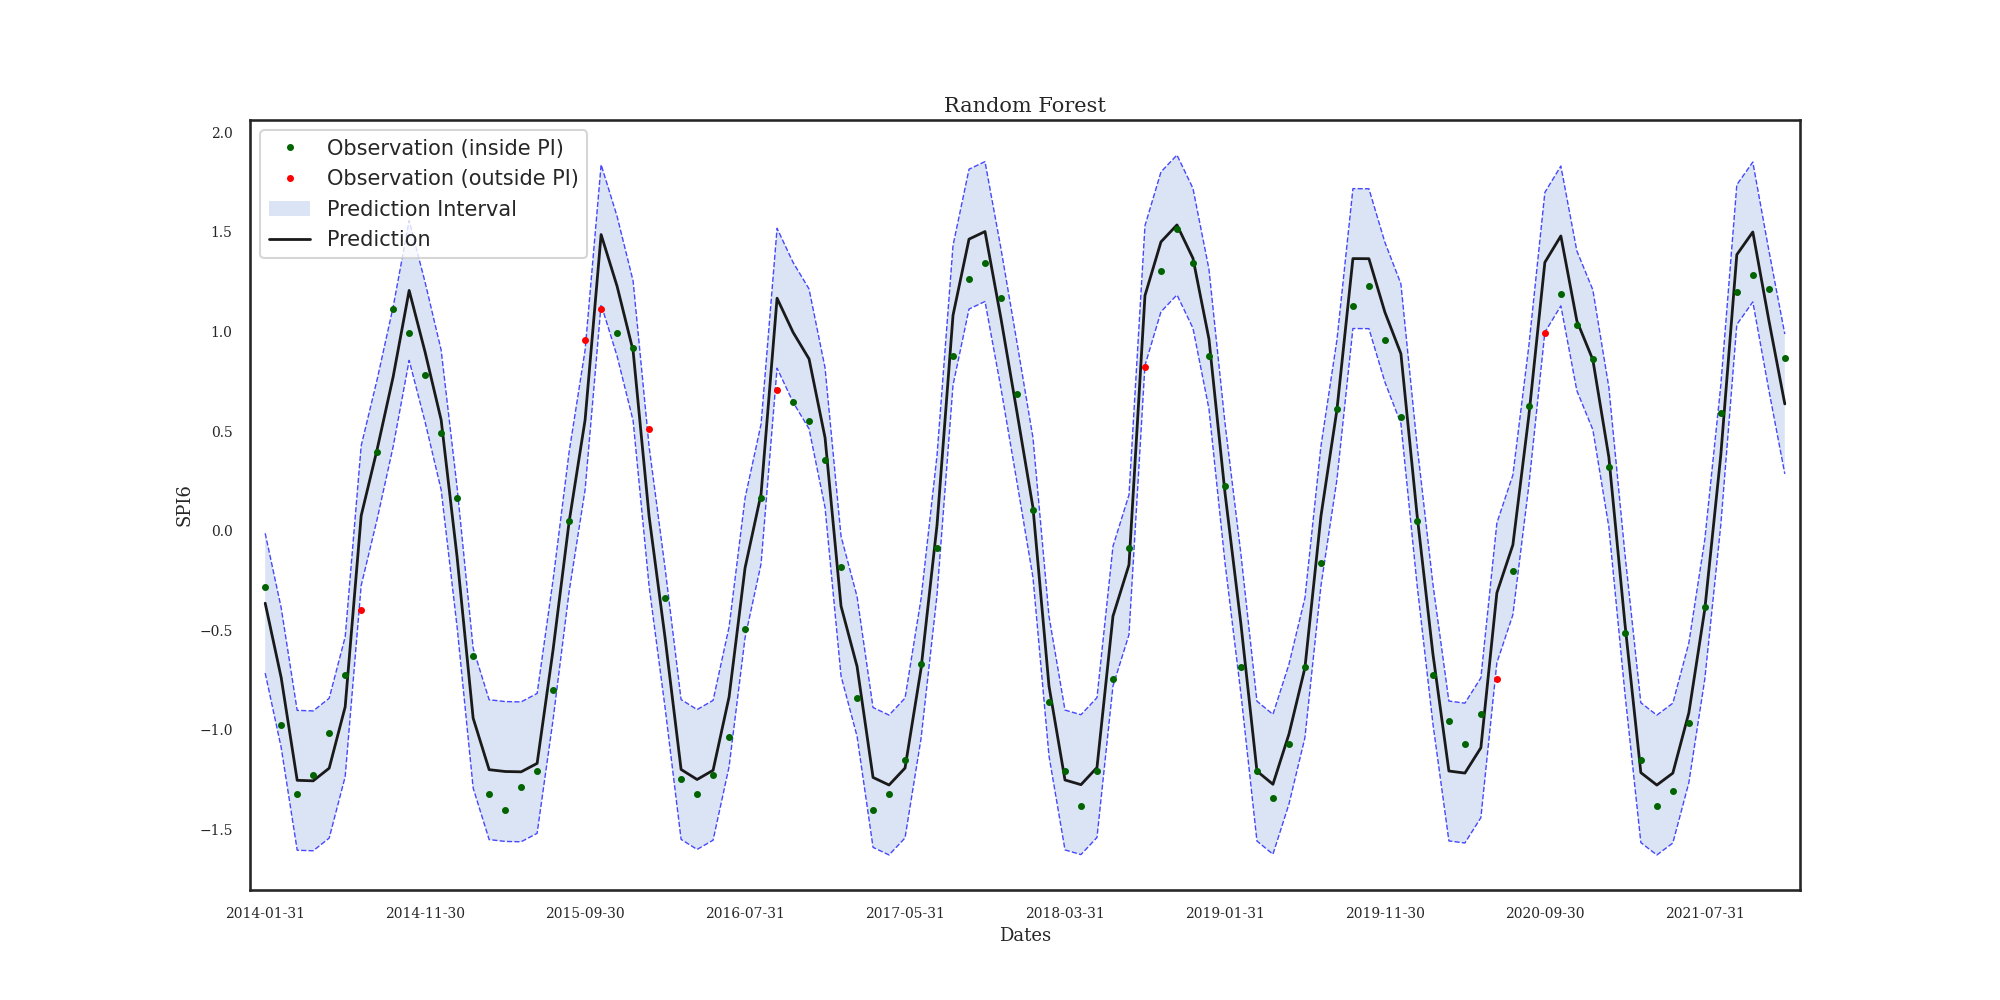 Random Forest
2.0
Observation (inside PI)
Observation (outside PI)
Prediction Interval
Prediction
1.5
1.0
0.5
0.0
−0.5
−1.0
−1.5
SPI6
2014-01-31 2014-11-30 2015-09-30 2016-07-31 2017-05-31 2018-03-31 2019-01-31 2019-11-30 2020-09-30 2021-07-31
Dates